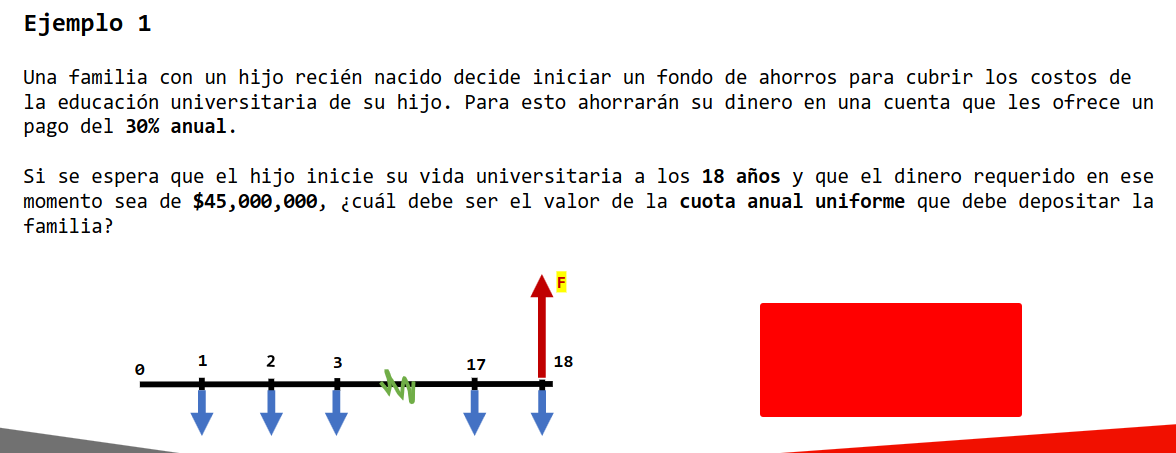 Ejemplo 1
Una familia con un hijo recién nacido decide iniciar un fondo de ahorros para cubrir los costos de
la educación universitaria de su hijo. Para esto ahorrarán su dinero en una cuenta que les ofrece un
pago del 30% anual.
Si se espera que el hijo inicie su vida universitaria a los 18 años y que el dinero requerido en ese
momento sea de $45,000,000, ¿cuál debe ser el valor de la cuota anual uniforme que debe depositar la
familia?
F
0 1 2 3 17 18